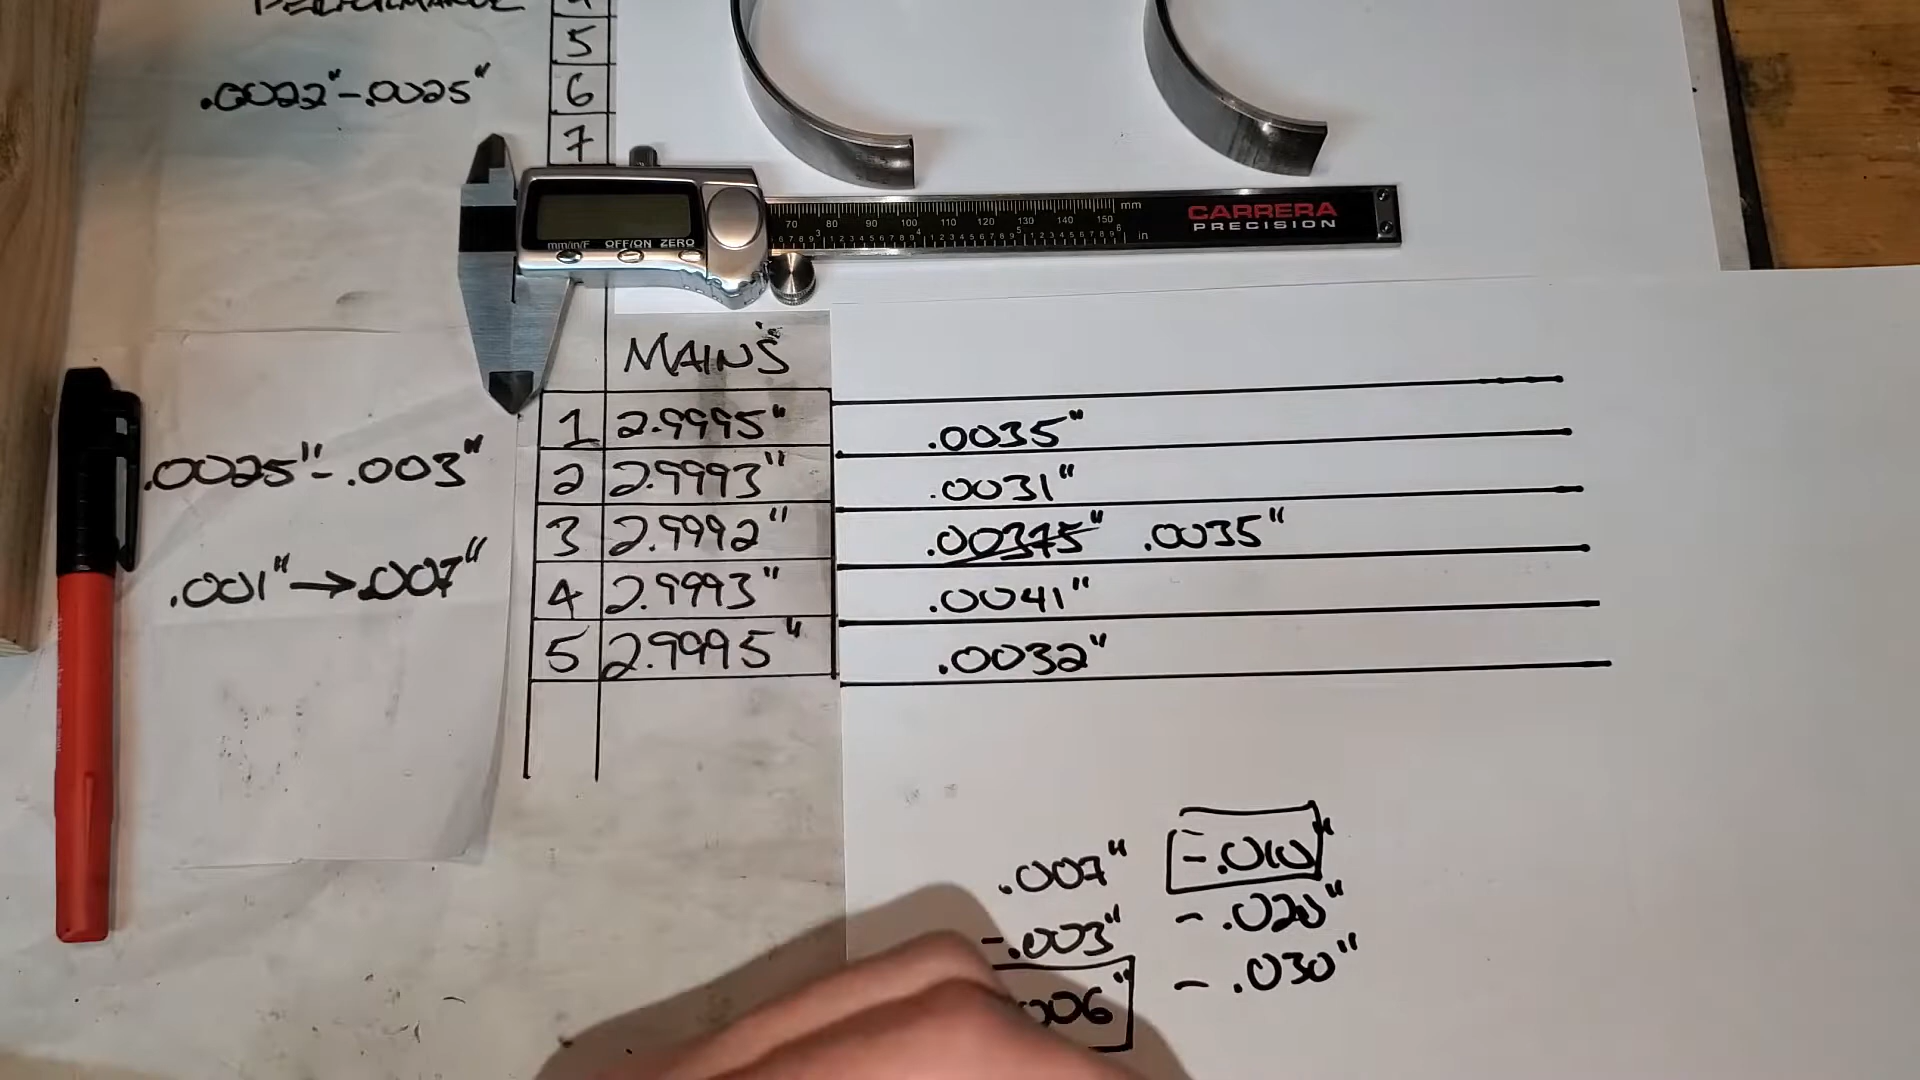 .0022"-.0025"
5
6
7
mm/in/F OFF/ON ZERO
70 80 90 100 110 120 130 140 150 mm
in
CARRERA
PRECISION
MAIN'S
1 2.9995" .0035"
2 2.9993" .0031"
3 2.9992" .00375" .0035"
4 2.9993" .0041"
5 2.9995" .0032"
.0025"-.003"
.001"→.007"
.007"
-.003"
006"
-.010"
-.020"
-.030"